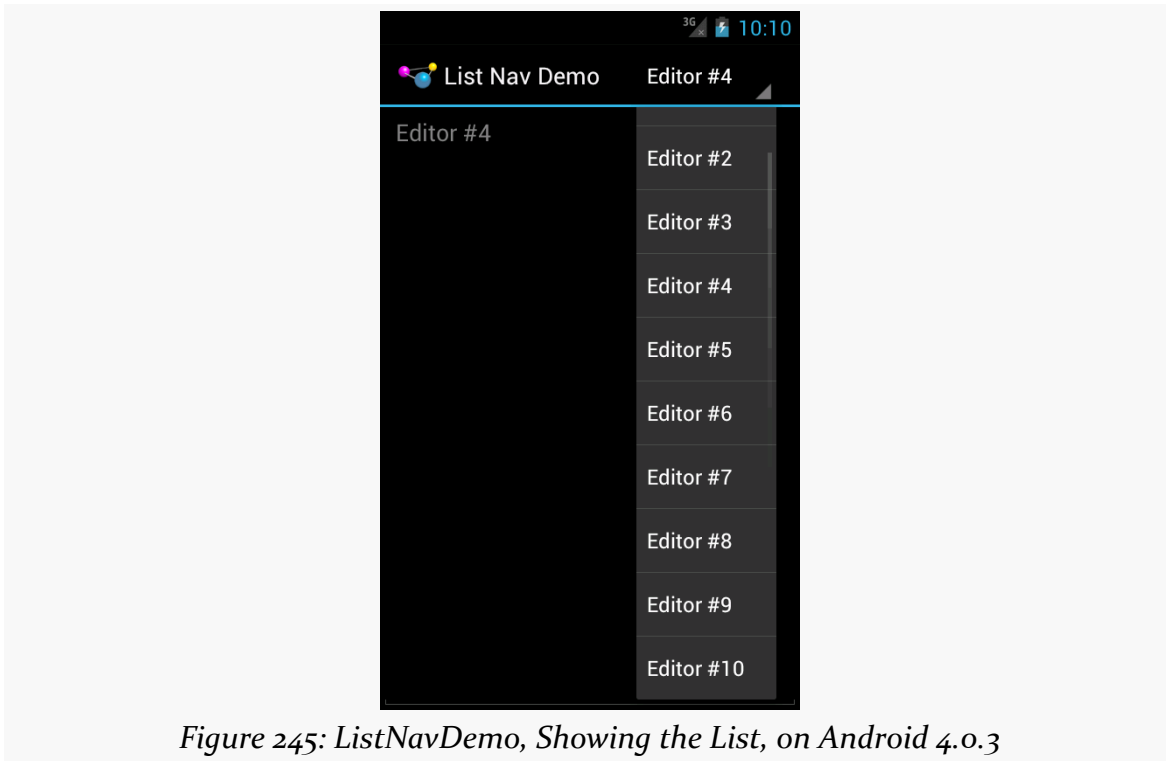 3G 10:10
List Nav Demo Editor #4
Editor #4
Editor #2
Editor #3
Editor #4
Editor #5
Editor #6
Editor #7
Editor #8
Editor #9
Editor #10
Figure 245: ListNavDemo, Showing the List, on Android 4.0.3